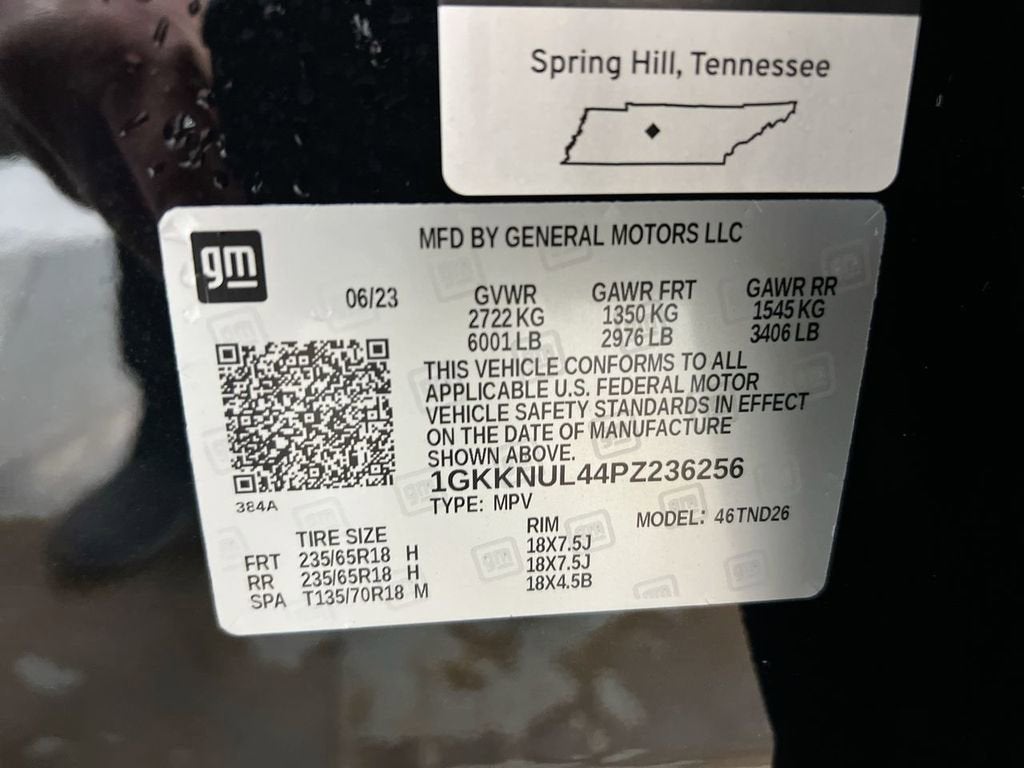 Spring Hill, Tennessee
gm
MFD BY GENERAL MOTORS LLC
06/23
GVWR GAWR FRT GAWR RR
2722 KG 1350 KG 1545 KG
6001 LB 2976 LB 3406 LB
THIS VEHICLE CONFORMS TO ALL
APPLICABLE U.S. FEDERAL MOTOR
VEHICLE SAFETY STANDARDS IN EFFECT
ON THE DATE OF MANUFACTURE
SHOWN ABOVE.
1GKKNUL44PZ236256
384A
TYPE: MPV MODEL: 46TND26
TIRE SIZE RIM
FRT 235/65R18 H 18X7.5J
RR 235/65R18 H 18X7.5J
SPA T135/70R18 M 18X4.5B